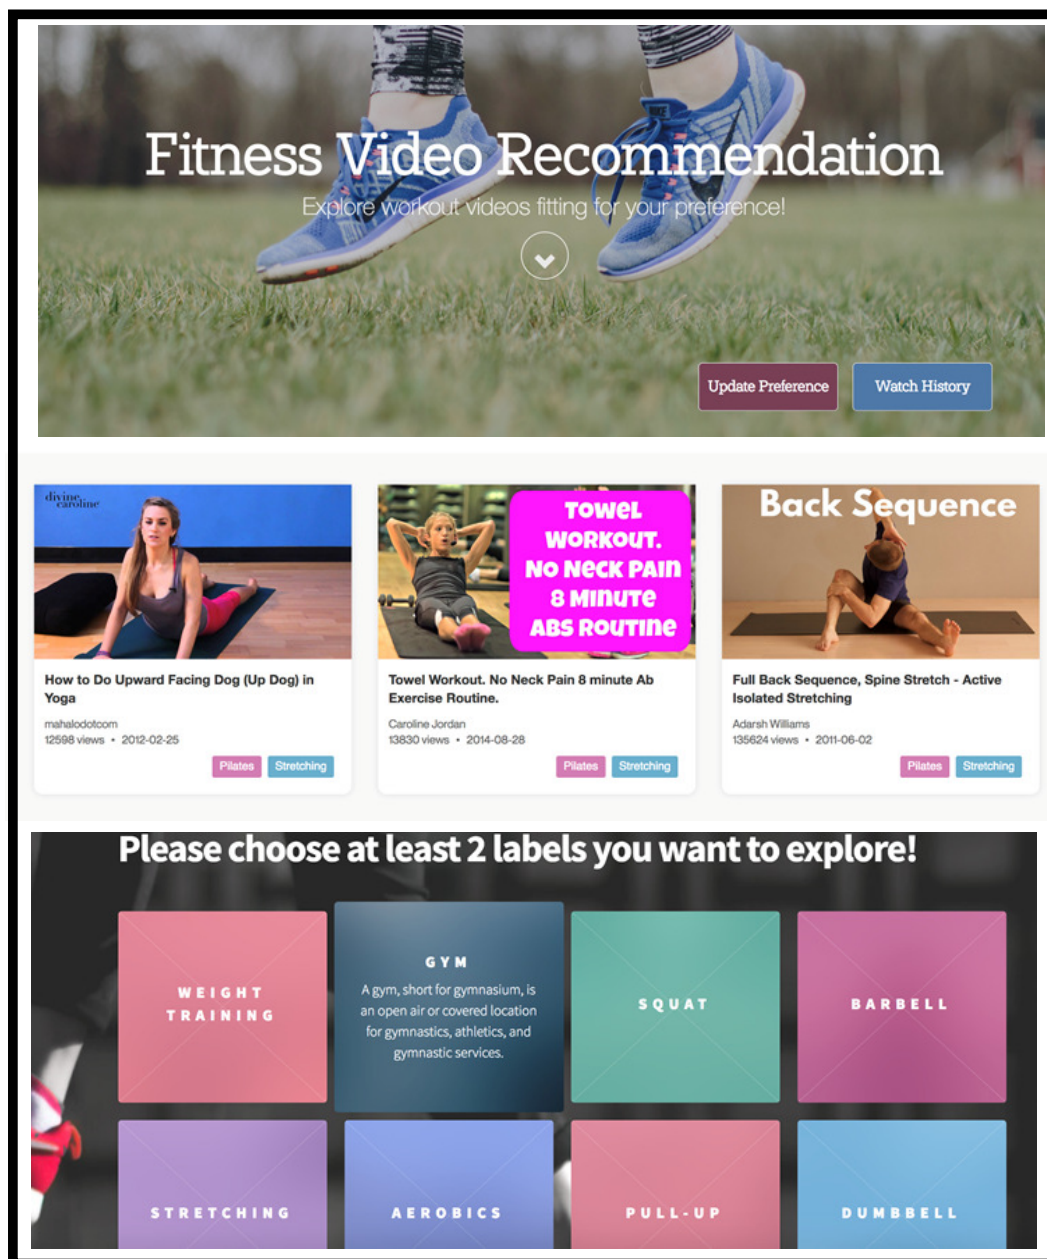 Fitness Video Recommendation
Explore workout videos fitting for your preference!
Update Preference
Watch History
divine
caroline
How to Do Upward Facing Dog (Up Dog) in
Yoga
mahalodotcom
12598 views • 2012-02-25
Pilates
Stretching
TOWEL
WORKOUT.
NO NECK PAIN
8 MINUTE
ABS ROUTINE
Towel Workout. No Neck Pain 8 minute Ab
Exercise Routine.
Caroline Jordan
13830 views • 2014-08-28
Pilates
Stretching
Back Sequence
Full Back Sequence, Spine Stretch - Active
Isolated Stretching
Adarsh Williams
135624 views • 2011-06-02
Pilates
Stretching
Please choose at least 2 labels you want to explore!
WEIGHT
TRAINING
GYM
A gym, short for gymnasium, is
an open air or covered location
for gymnastics, athletics, and
gymnastic services.
SQUAT
BARBELL
STRETCHING
AEROBICS
PULL-UP
DUMBBELL